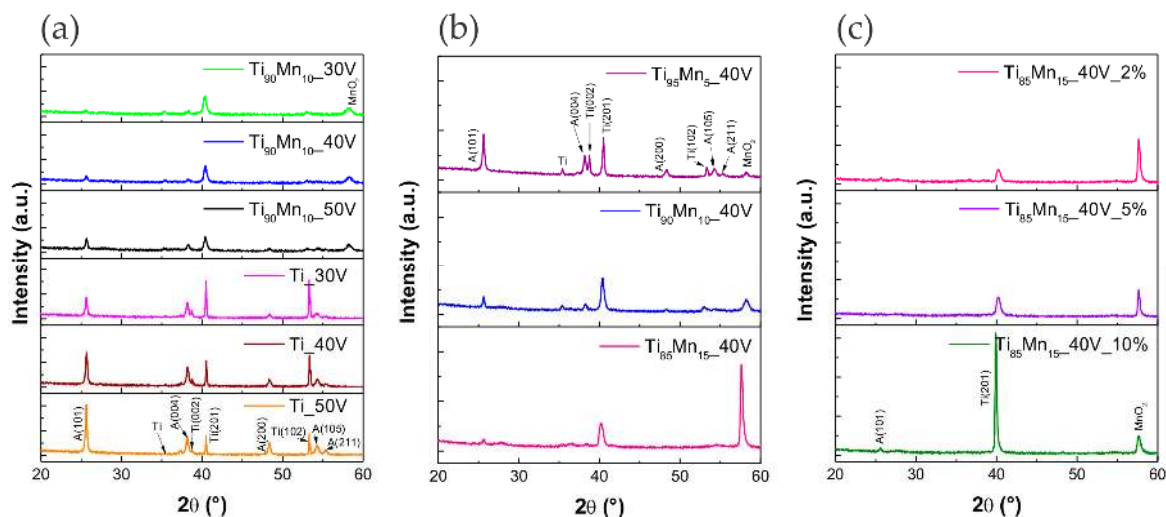 (a)
Ti90Mn10_30V
MnO2
Ti90Mn10_40V
Ti90Mn10_50V
Ti_30V
Ti_40V
Ti_50V
A(101)
Ti
A(004)
Ti(002)
Ti(201)
A(200)
Ti(102)
A(105)
A(211)
20 30 40 50 60
2θ (°)
Intensity (a.u.)
(b)
Ti95Mn5_40V
A(101)
Ti
A(004)
Ti(002)
Ti(201)
A(200)
Ti(102)
A(105)
A(211)
MnO2
Ti90Mn10_40V
Ti85Mn15_40V
20 30 40 50 60
2θ (°)
Intensity (a.u.)
(c)
Ti85Mn15_40V_2%
Ti85Mn15_40V_5%
Ti85Mn15_40V_10%
A(101)
Ti(201)
MnO2
20 30 40 50 60
2θ (°)
Intensity (a.u.)